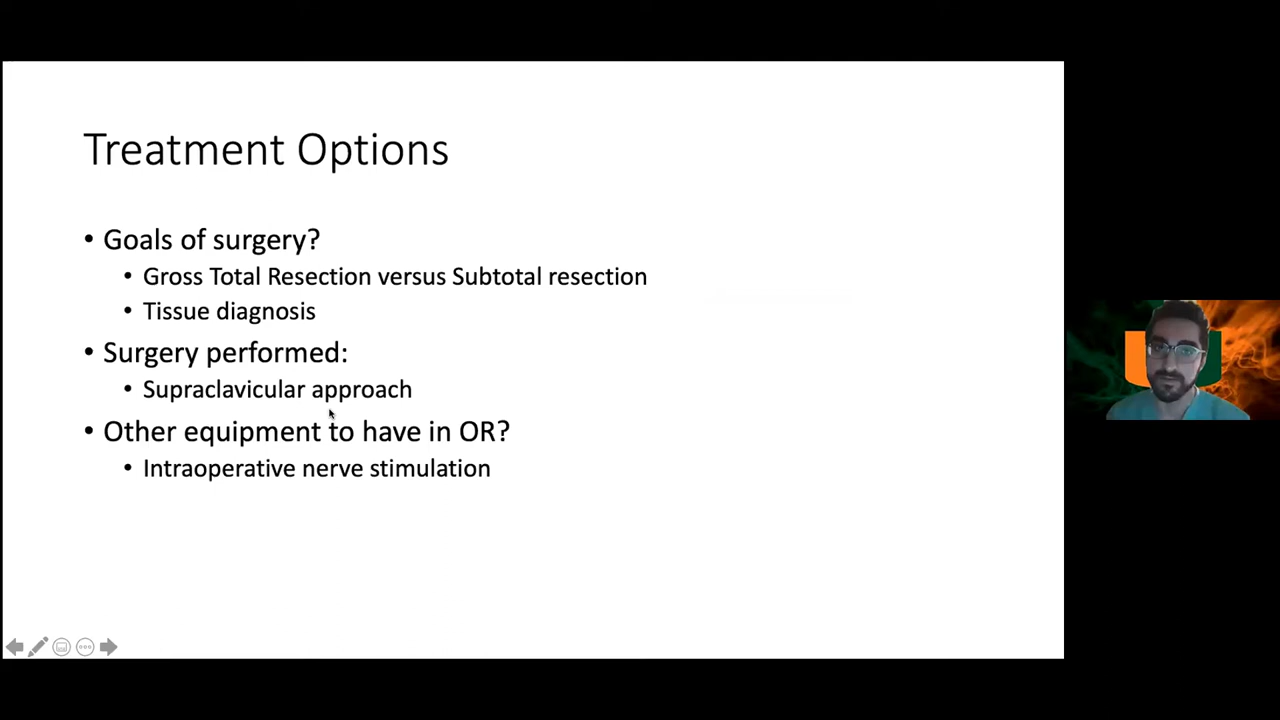 Treatment Options
• Goals of surgery?
• Gross Total Resection versus Subtotal resection
• Tissue diagnosis
• Surgery performed:
• Supraclavicular approach
• Other equipment to have in OR?
• Intraoperative nerve stimulation